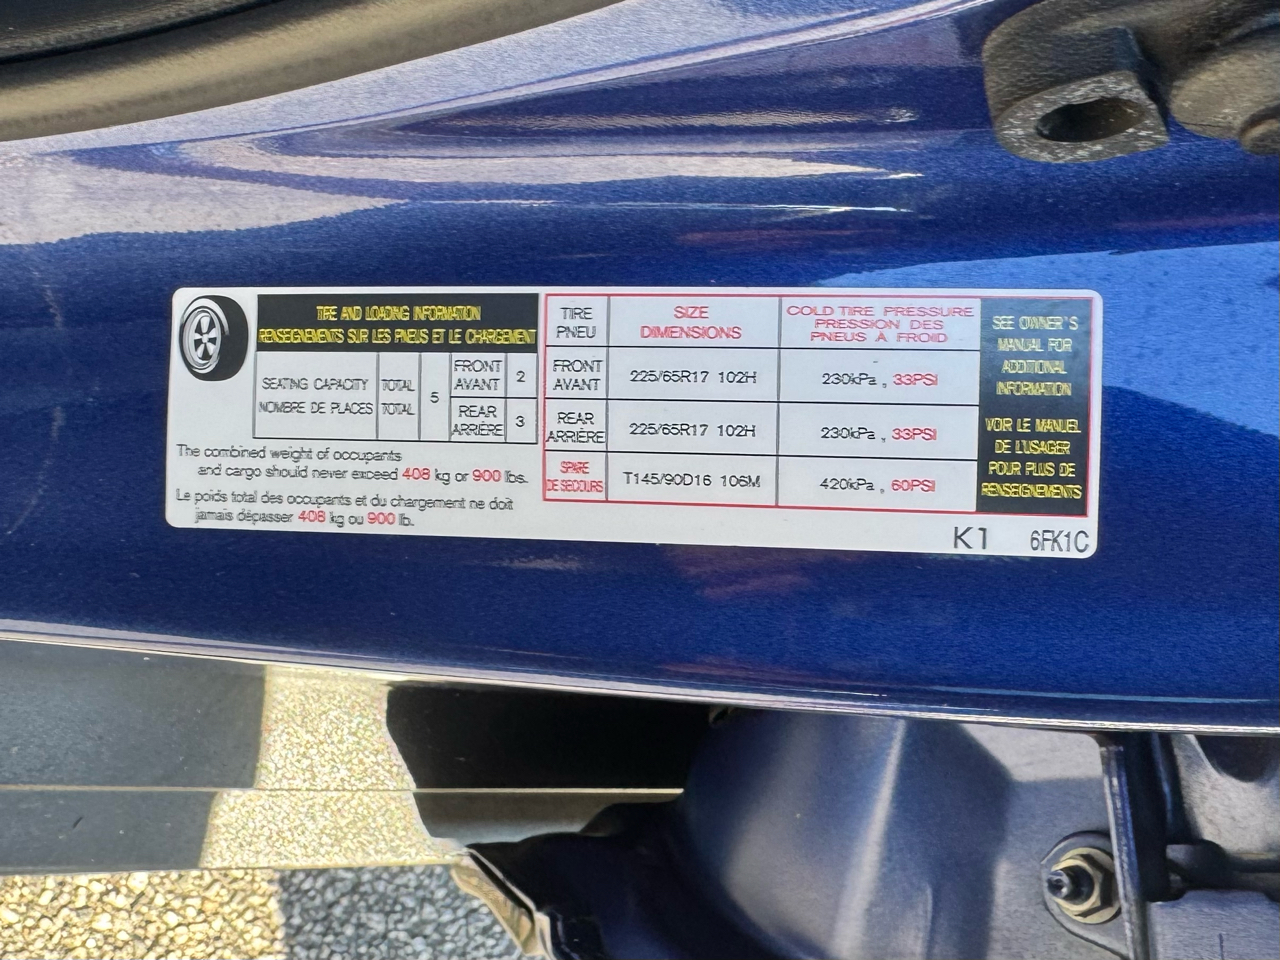 TIRE AND LOADING INFORMATION
RENSEIGNEMENTS SUR LES PNEUS ET LE CHARGEMENT
SEATING CAPACITY TOTAL 5 FRONT AVANT 2
NOMBRE DE PLACES TOTAL REAR ARRIÈRE 3
The combined weight of occupants
and cargo should never exceed 408 kg or 900 lbs.
Le poids total des occupants et du chargement ne doit
jamais dépasser 408 kg ou 900 lb.
TIRE PNEU SIZE DIMENSIONS COLD TIRE PRESSURE PRESSION DES PNEUS À FROID
FRONT AVANT 225/65R17 102H 230kPa, 33PSI
REAR ARRIÈRE 225/65R17 102H 230kPa, 33PSI
SPARE DE SECOURS T145/90D16 106M 420kPa, 60PSI
SEE OWNER'S
MANUAL FOR
ADDITIONAL
INFORMATION
VOIR LE MANUEL
DE L'USAGER
POUR PLUS DE
RENSEIGNEMENTS
K1 6FK1C